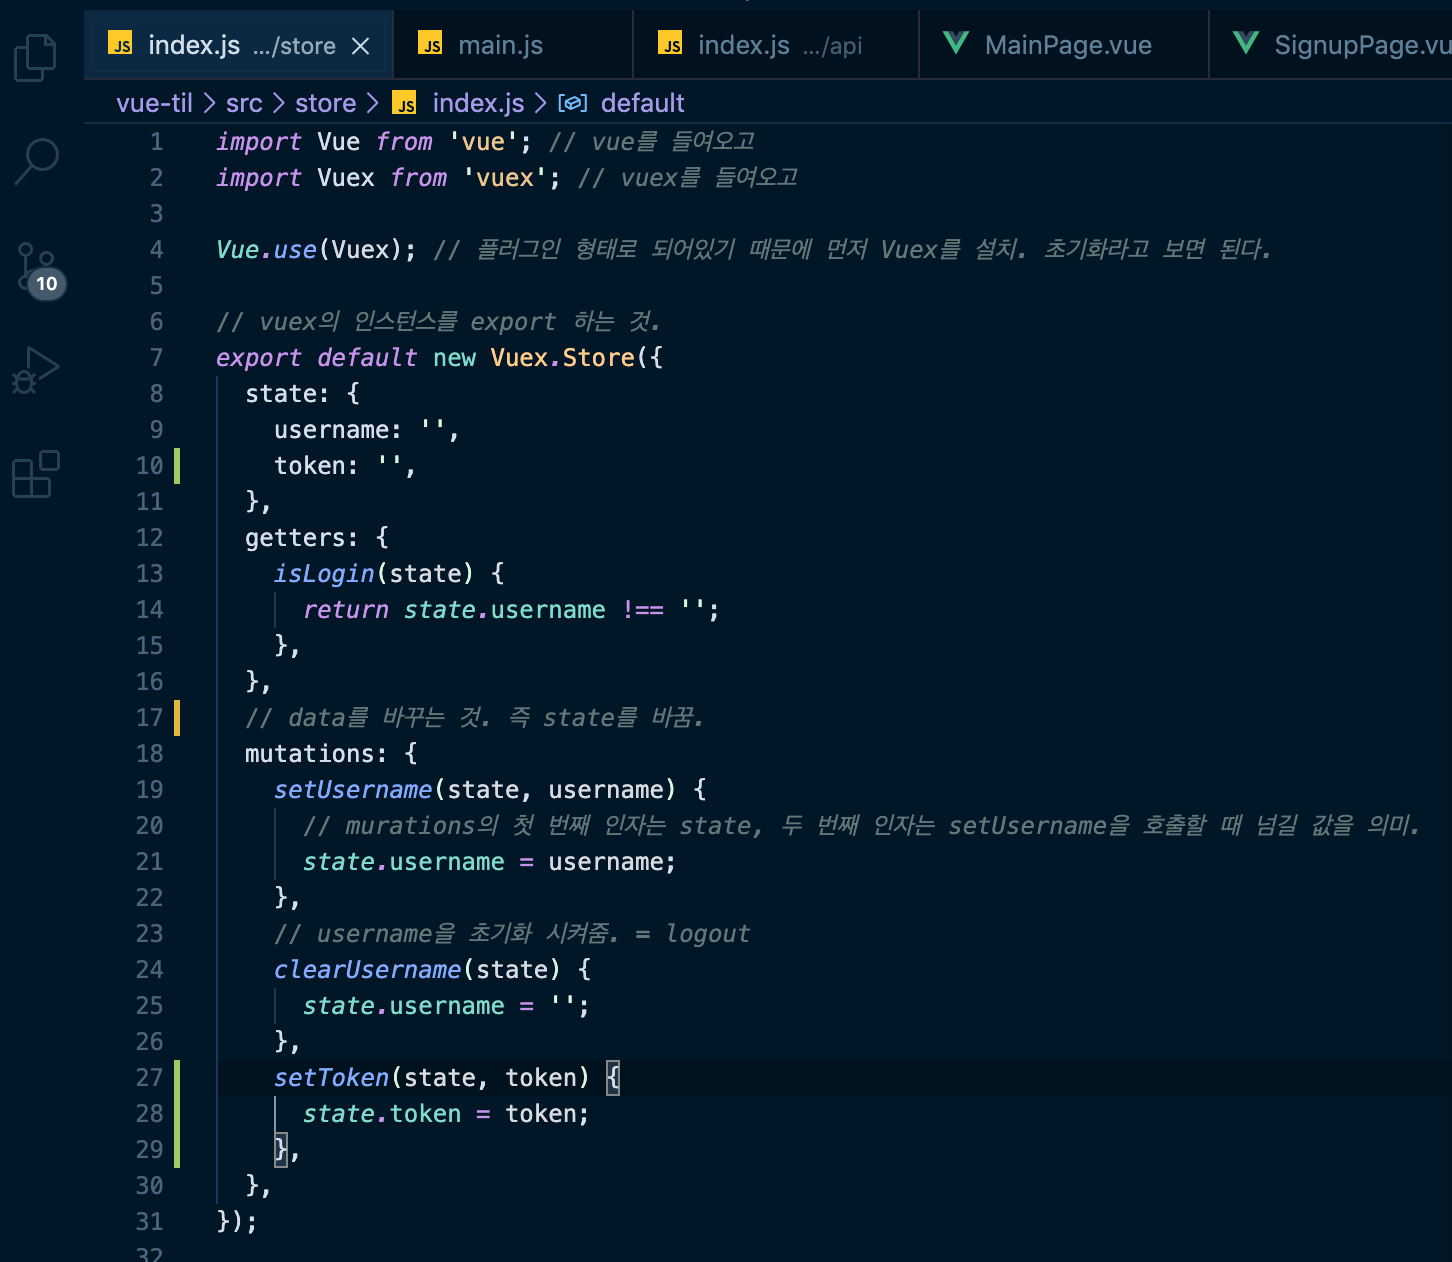 JS index.js .../store ×
JS main.js
JS index.js .../api
MainPage.vue
SignupPage.vu
vue-til > src > store > JS index.js > default
10
1 import Vue from 'vue'; // vue를 들여오고
2 import Vuex from 'vuex'; // vuex를 들여오고
3
4 Vue.use(Vuex); // 플러그인 형태로 되어있기 때문에 먼저 Vuex를 설치. 초기화라고 보면 된다.
5
6 // vuex의 인스턴스를 export 하는 것.
7 export default new Vuex.Store({
8   state: {
9     username: '',
10     token: '',
11   },
12   getters: {
13     isLogin(state) {
14       return state.username !== '';
15     },
16   },
17   // data를 바꾸는 것. 즉 state를 바꿈.
18   mutations: {
19     setUsername(state, username) {
20       // murations의 첫 번째 인자는 state, 두 번째 인자는 setUsername을 호출할 때 넘길 값을 의미.
21       state.username = username;
22     },
23     // username을 초기화 시켜줌. = logout
24     clearUsername(state) {
25       state.username = '';
26     },
27     setToken(state, token) {
28       state.token = token;
29     },
30   },
31 });
32